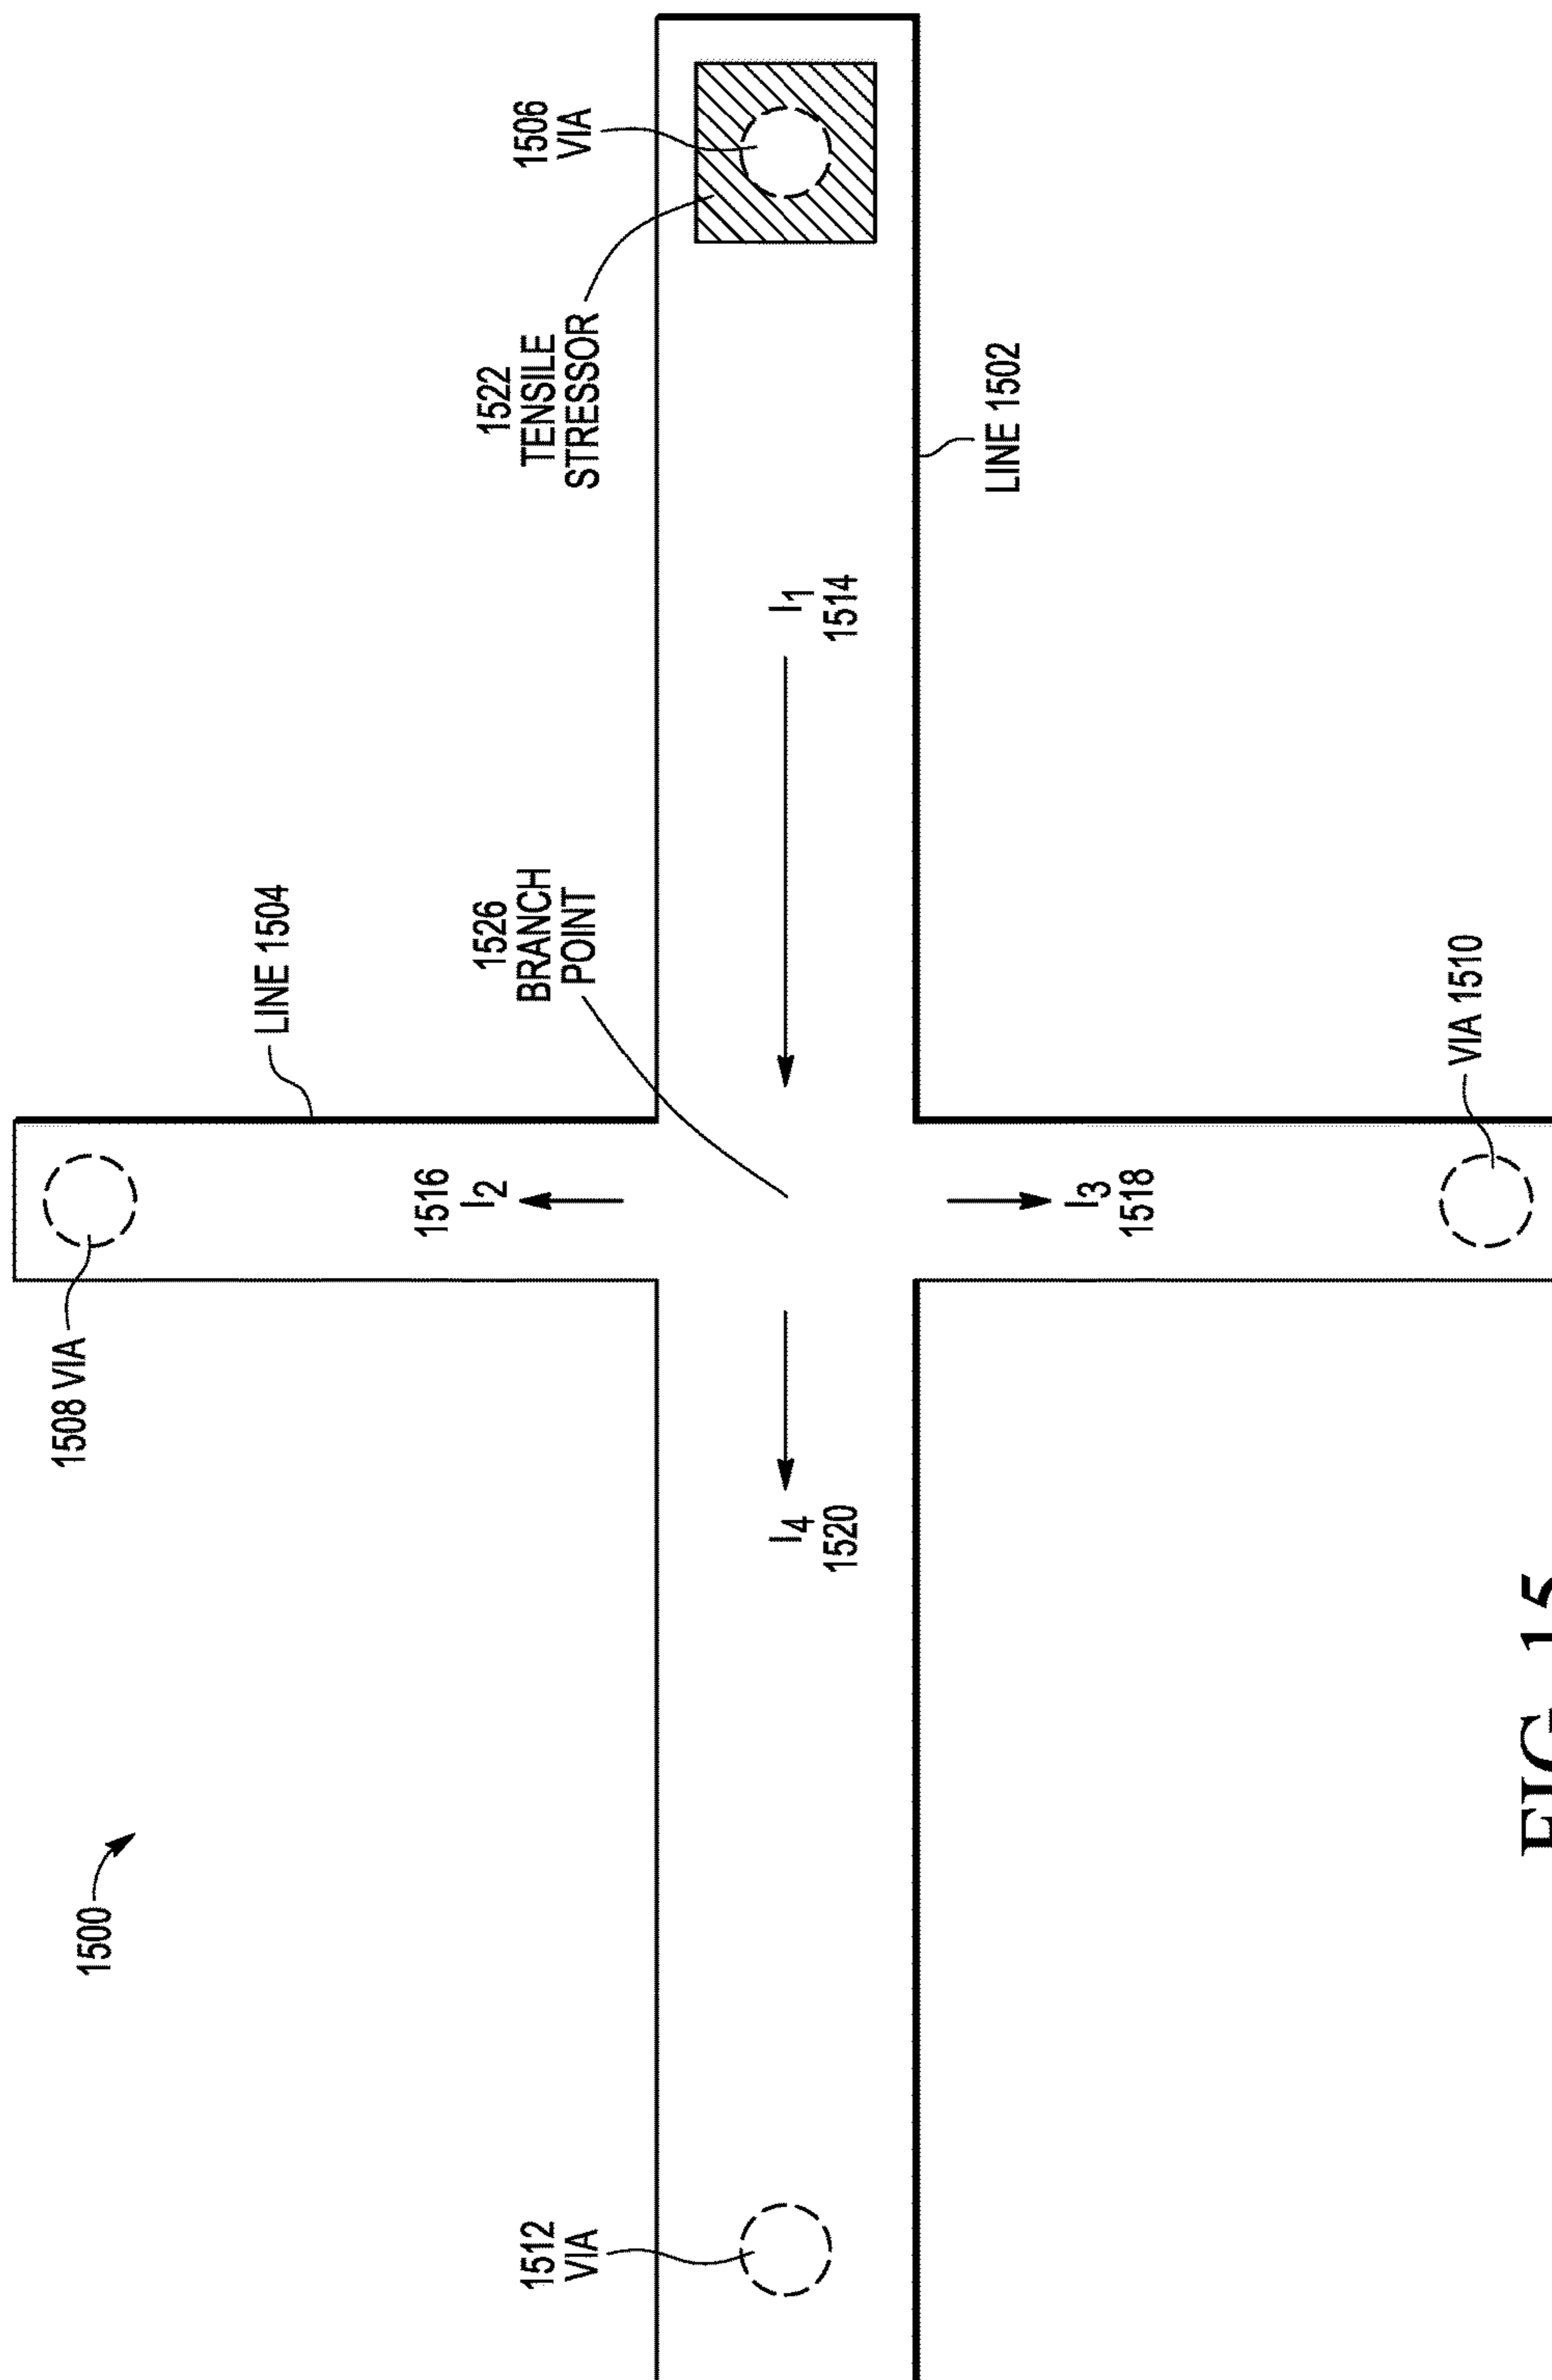 1500
1508 VIA
LINE 1504
1516
I2
1512
VIA
1526
BRANCH
POINT
1522
TENSILE
STRESSOR
1506
VIA
I4
1520
I1
1514
LINE 1502
I3
1518
VIA 1510
FIG. 15